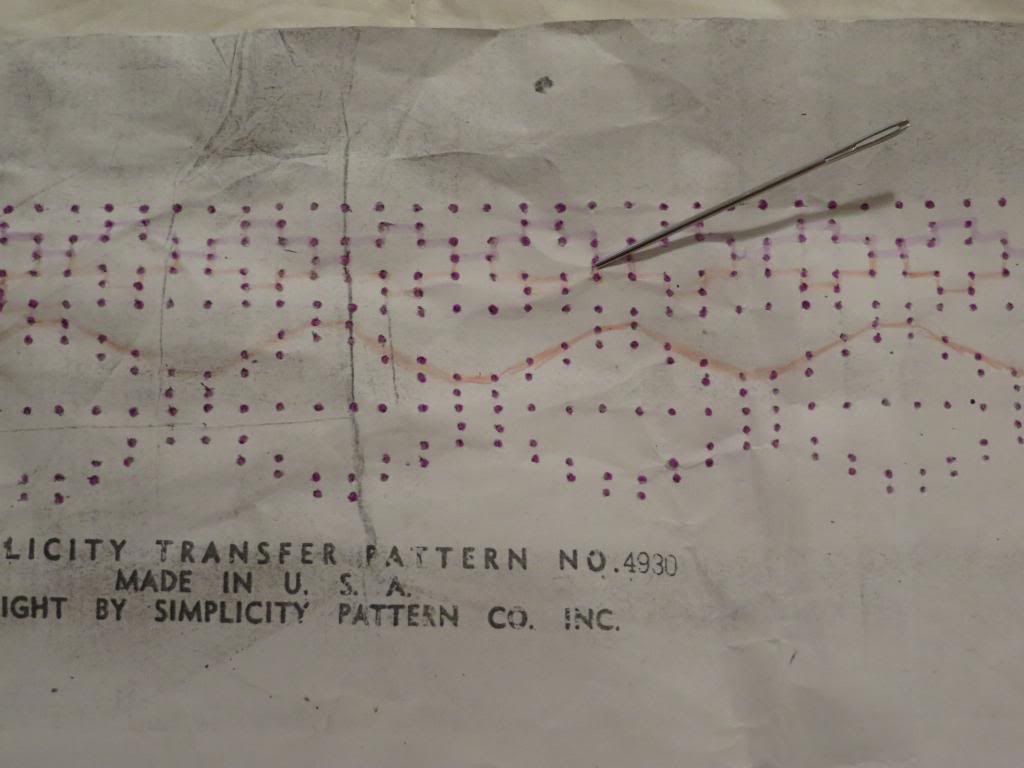 LICITY TRANSFER PATTERN NO. 4930
MADE IN U. S. A.
IGHT BY SIMPLICITY PATTERN CO. INC.